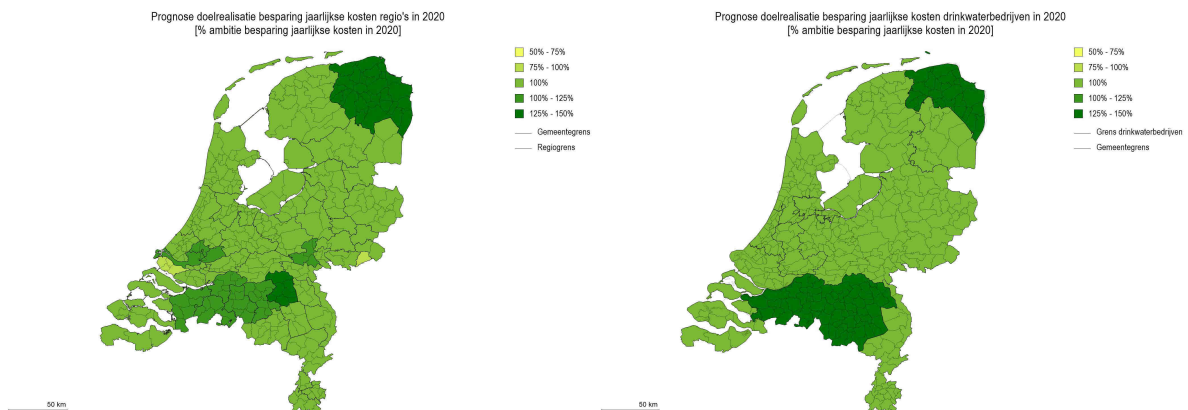 Prognose doelrealisatie besparing jaarlijkse kosten regio's in 2020
[% ambitie besparing jaarlijkse kosten in 2020]
50% - 75%
75% - 100%
100%
100% - 125%
125% - 150%
Gemeentegrens
Regiogrens
50 km
Prognose doelrealisatie besparing jaarlijkse kosten drinkwaterbedrijven in 2020
[% ambitie besparing jaarlijkse kosten in 2020]
50% - 75%
75% - 100%
100%
100% - 125%
125% - 150%
Grens drinkwaterbedrijven
Gemeentegrens
50 km